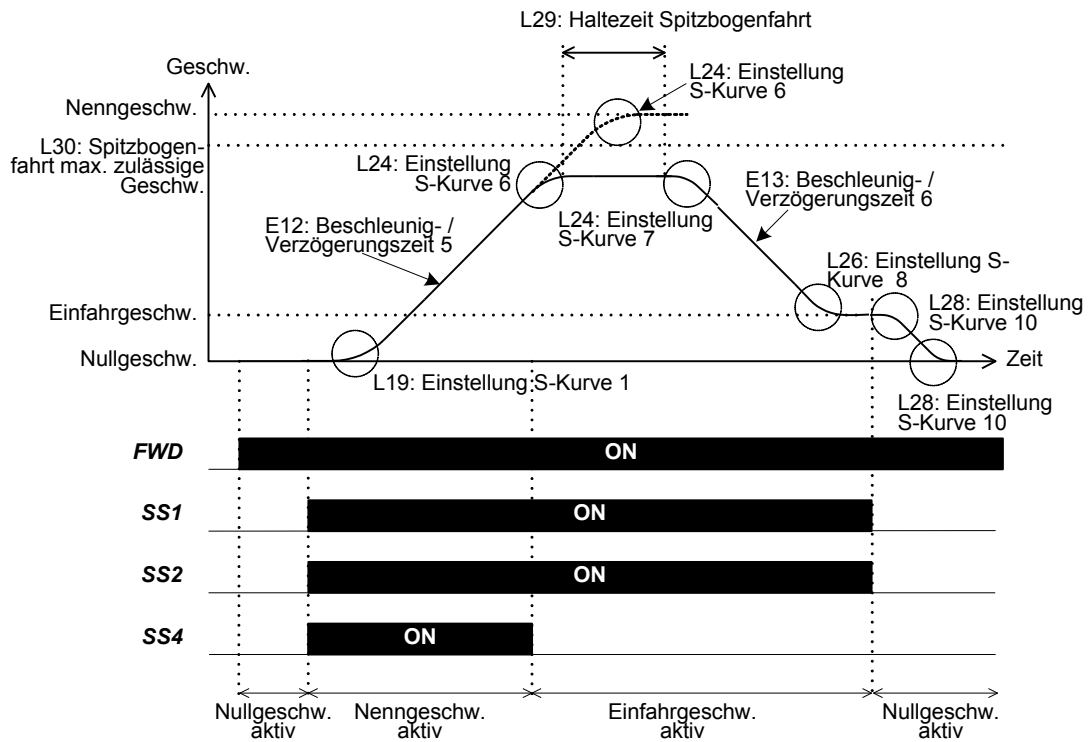 L29: Haltezeit Spitzbogenfahrt
Geschw.
L24: Einstellung
S-Kurve 6
Nenngeschw.
L30: Spitzbogen-
fahrt max. zulässige
Geschw.
L24: Einstellung
S-Kurve 6
E13: Beschleunig- /
Verzögerungszeit 6
L24: Einstellung
S-Kurve 7
E12: Beschleunig- /
Verzögerungszeit 5
L26: Einstellung S-
Kurve 8
Einfahrgeschw.
L28: Einstellung
S-Kurve 10
Nullgeschw.
Zeit
L19: Einstellung S-Kurve 1
L28: Einstellung
S-Kurve 10
FWD
ON
SS1
ON
SS2
ON
SS4
ON
Nullgeschw.
aktiv
Nenngeschw.
aktiv
Einfahrgeschw.
aktiv
Nullgeschw.
aktiv